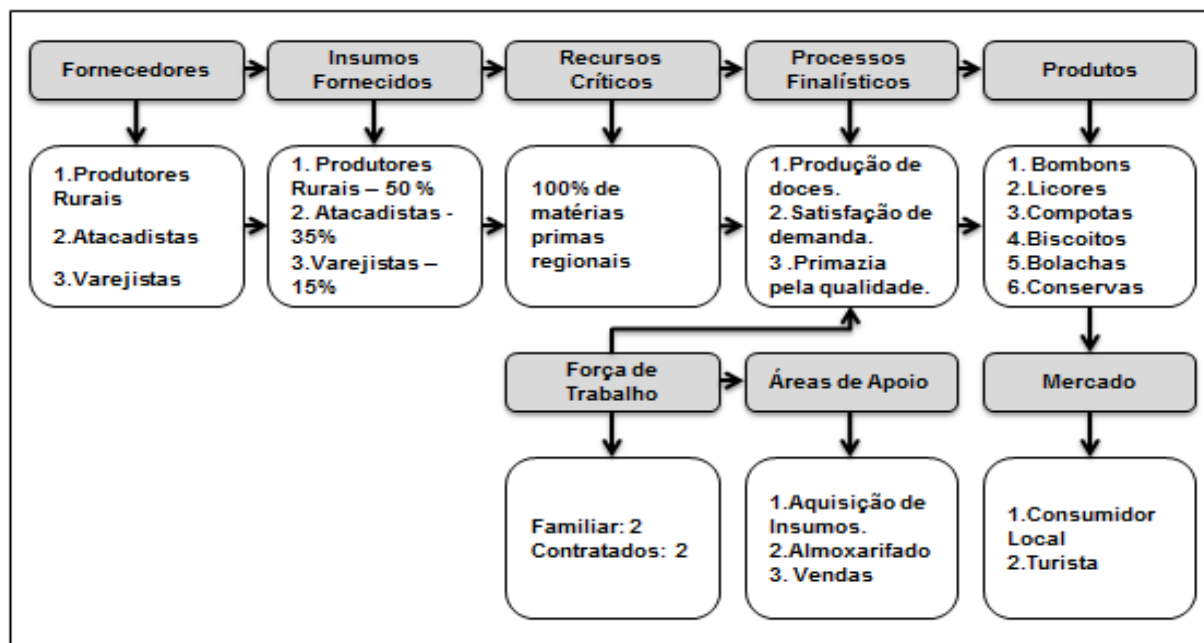 Fornecedores
Insumos
Fornecidos
Recursos
Críticos
Processos
Finalísticos
Produtos
1.Produtores
Rurais
2.Atacadistas
3.Varejistas
1. Produtores
Rurais – 50 %
2. Atacadistas -
35%
3.Varejistas –
15%
100% de
matérias
primas
regionais
1.Produção de
doces.
2. Satisfação de
demanda.
3 .Primazia
pela qualidade.
1. Bombons
2.Licores
3.Compotas
4.Biscoitos
5.Bolachas
6.Conservas
Força de
Trabalho
Áreas de Apoio
Mercado
Familiar: 2
Contratados: 2
1.Aquisição de
Insumos.
2.Almoxarifado
3. Vendas
1.Consumidor
Local
2.Turista